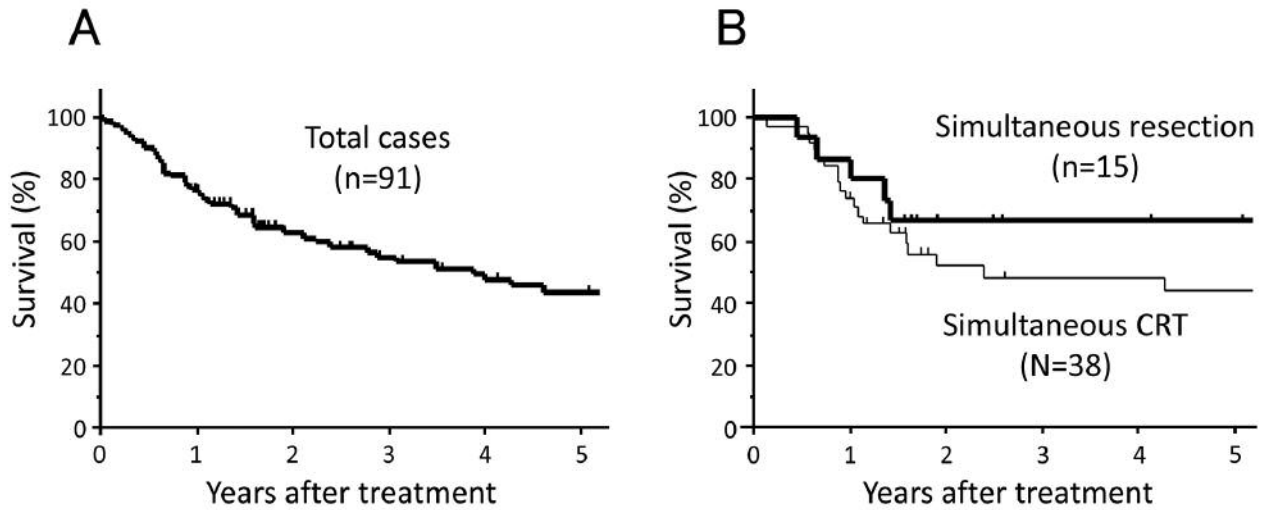 A
Survival (%)
100
80
60
40
20
0
Total cases
(n=91)
0 1 2 3 4 5
Years after treatment
B
Survival (%)
100
80
60
40
20
0
Simultaneous resection
(n=15)
Simultaneous CRT
(N=38)
0 1 2 3 4 5
Years after treatment